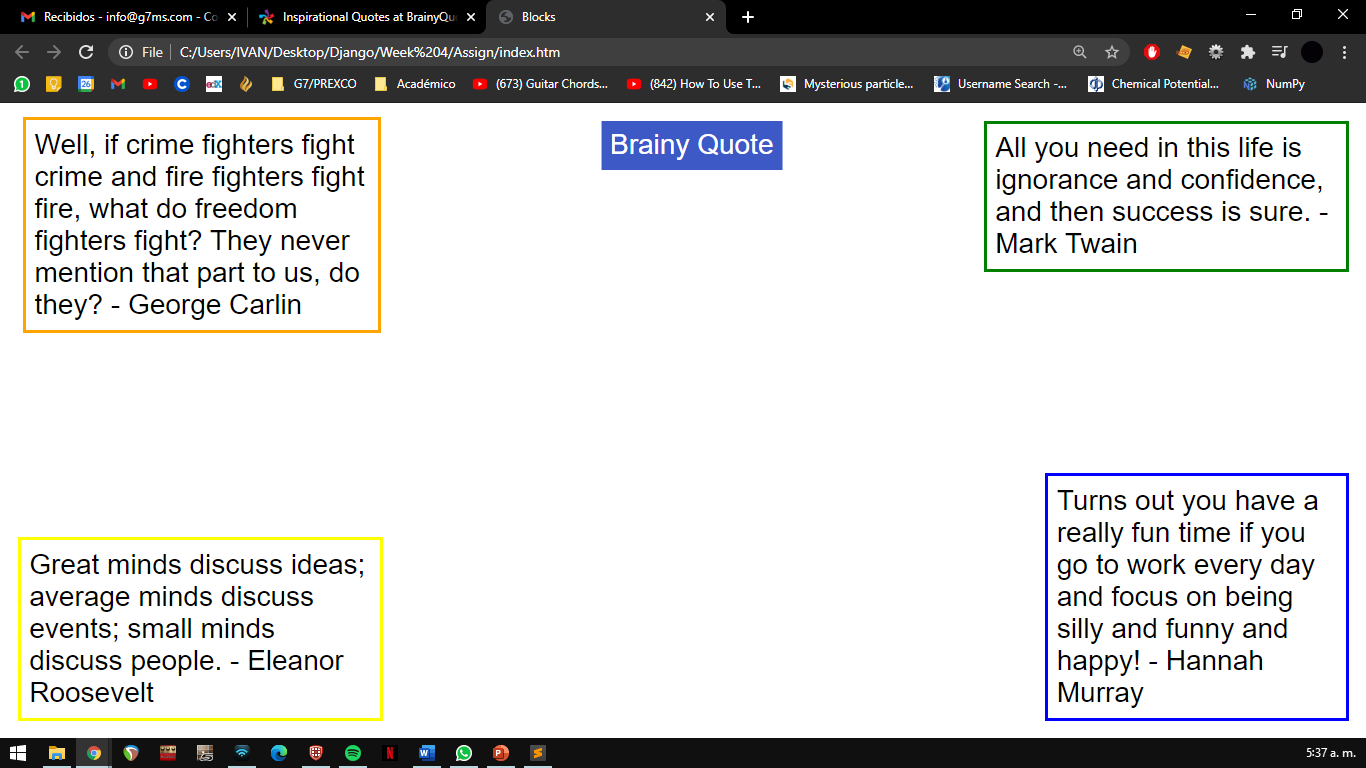 Recibidos - info@g7ms.com - Co
Inspirational Quotes at BrainyQu
Blocks
File
C:/Users/IVAN/Desktop/Django/Week%204/Assign/index.htm
1
26
edX
G7/PREXCO
Académico
(673) Guitar Chords...
(842) How To Use T...
Mysterious particle...
Username Search -...
Chemical Potential...
NumPy
Well, if crime fighters fight
crime and fire fighters fight
fire, what do freedom
fighters fight? They never
mention that part to us, do
they? - George Carlin
Brainy Quote
All you need in this life is
ignorance and confidence,
and then success is sure. -
Mark Twain
Great minds discuss ideas;
average minds discuss
events; small minds
discuss people. - Eleanor
Roosevelt
Turns out you have a
really fun time if you
go to work every day
and focus on being
silly and funny and
happy! - Hannah
Murray
5:37 a. m.